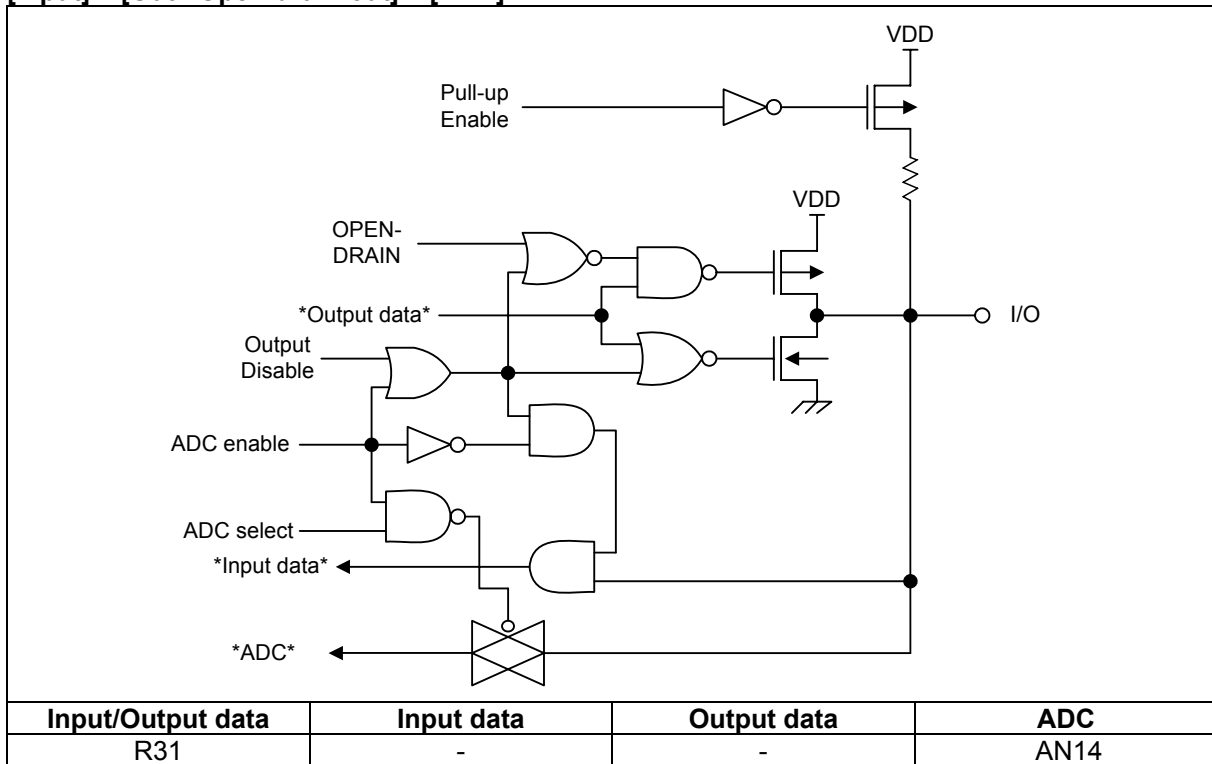 VDD
Pull-up
Enable
VDD
OPEN-
DRAIN
*Output data*
I/O
Output
Disable
ADC enable
ADC select
*Input data*
*ADC*
Input/Output data Input data Output data ADC
R31 - - AN14